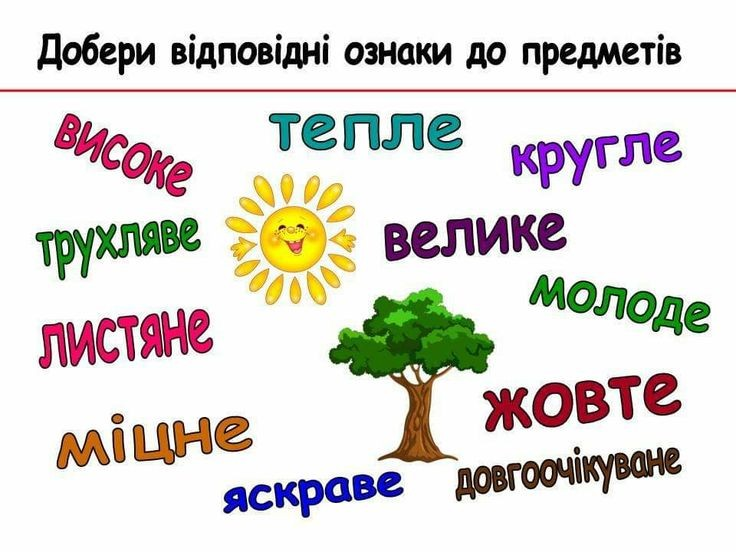 Добери відповідні ознаки до предметів
високе
тепле
кругле
трухляве
велике
молоде
листяне
жовте
міцне
яскраве
довгоочікуване